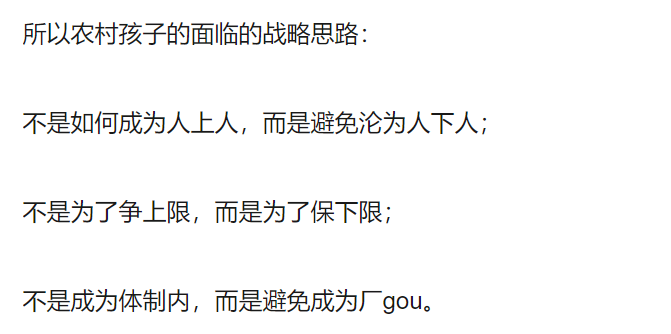 所以农村孩子的面临的战略思路：
不是如何成为人上人，而是避免沦为人下人；
不是为了争上限，而是为了保下限；
不是成为体制内，而是避免成为厂gou。